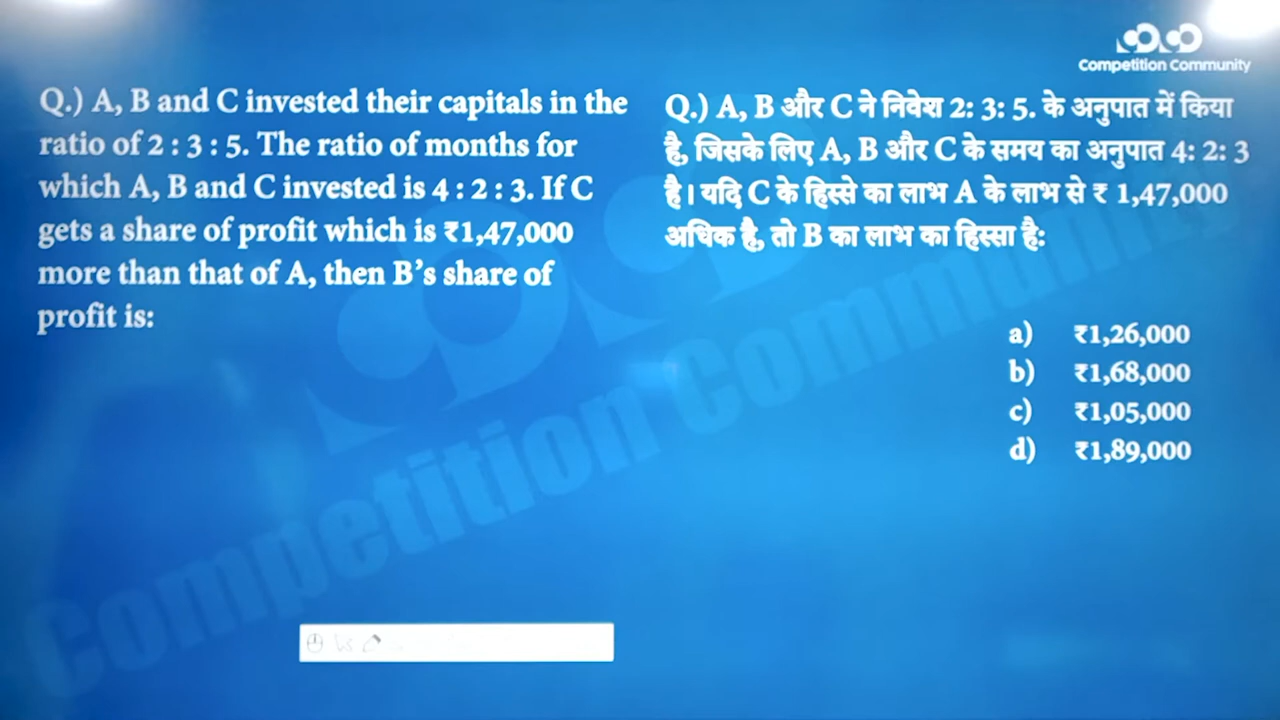 Competition Community
Q.) A, B and C invested their capitals in the
ratio of 2 : 3 : 5. The ratio of months for
which A, B and C invested is 4 : 2 : 3. If C
gets a share of profit which is ₹1,47,000
more than that of A, then B's share of
profit is:
Q.) A, B और C ने निवेश 2: 3: 5. के अनुपात में किया
है, जिसके लिए A, B और C के समय का अनुपात 4: 2: 3
है। यदि C के हिस्से का लाभ A के लाभ से ₹ 1,47,000
अधिक है, तो B का लाभ का हिस्सा है:
a) ₹1,26,000
b) ₹1,68,000
c) ₹1,05,000
d) ₹1,89,000
Competition Community